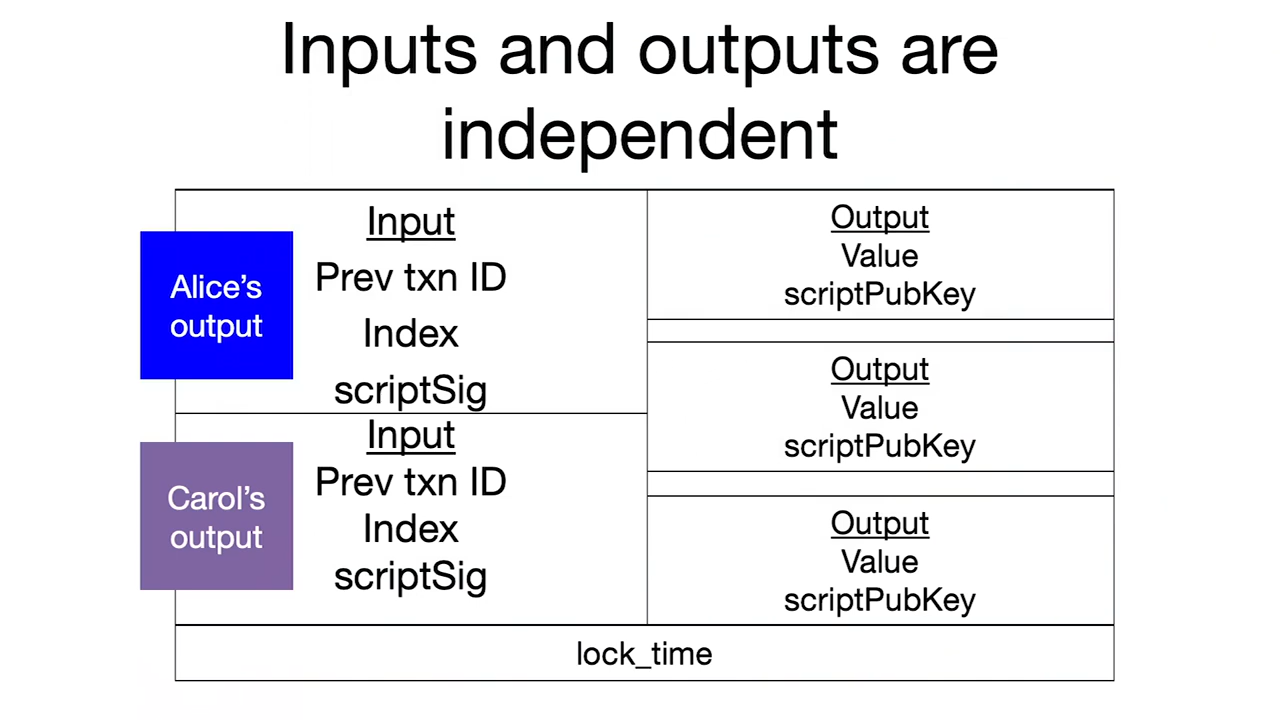 Inputs and outputs are
independent
Alice's
output
Input
Prev txn ID
Index
scriptSig
Carol's
output
Input
Prev txn ID
Index
scriptSig
Output
Value
scriptPubKey
Output
Value
scriptPubKey
Output
Value
scriptPubKey
lock_time